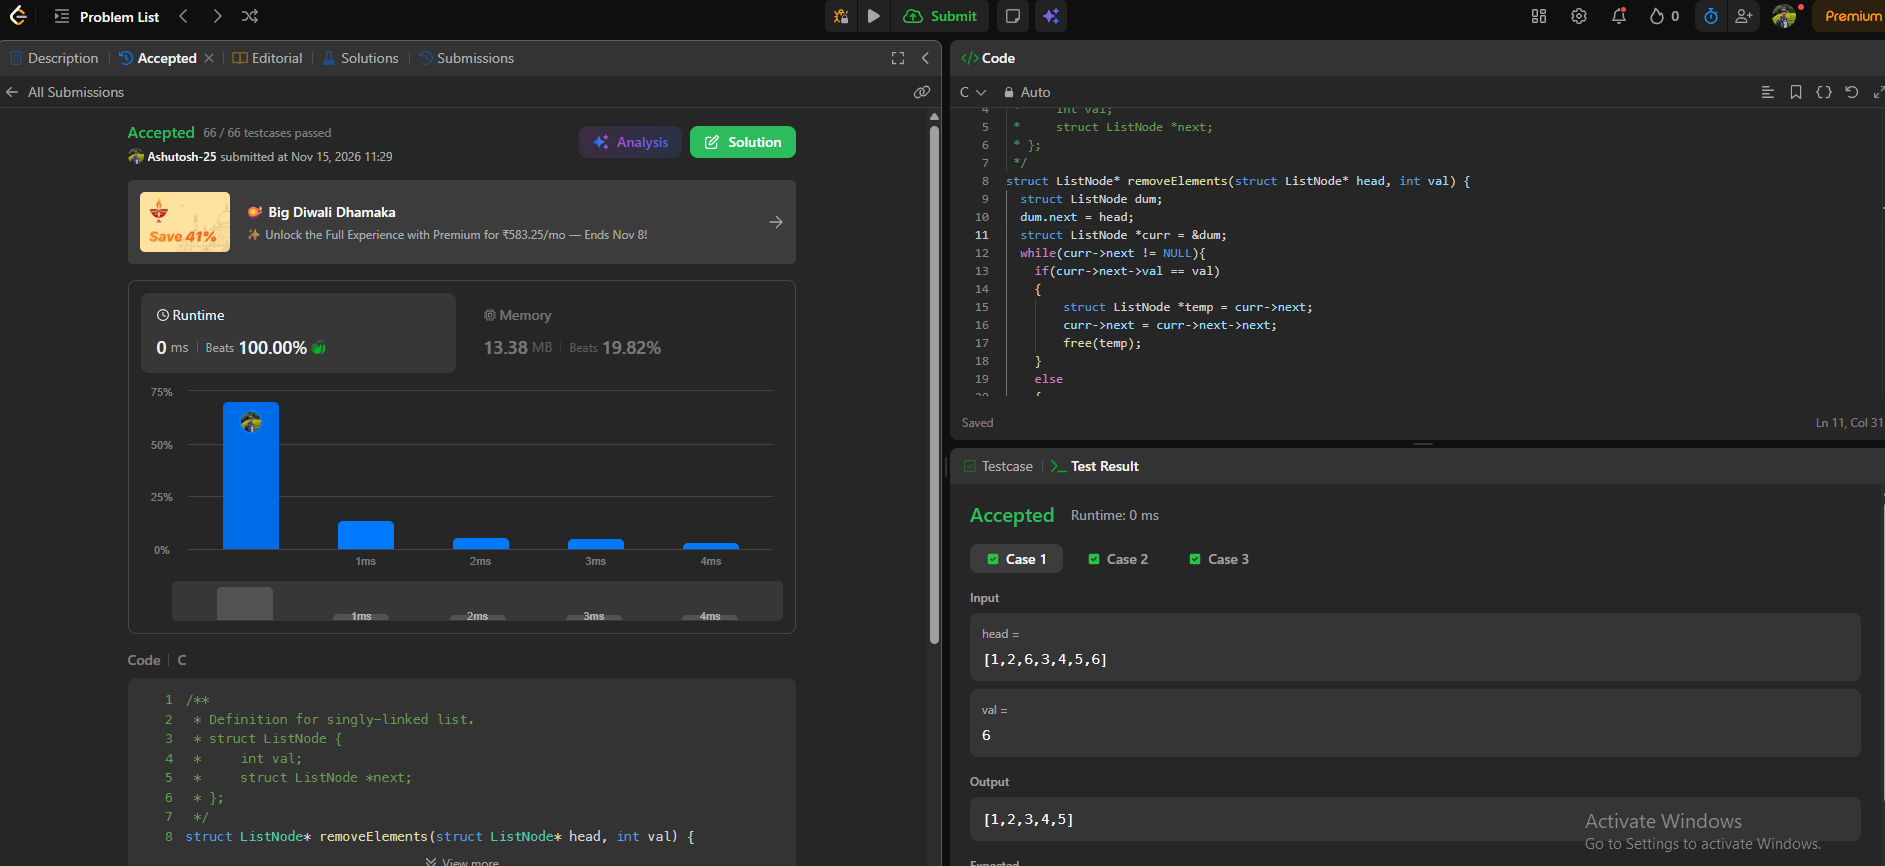 Problem List
Submit
0
Premium
Description
Accepted
Editorial
Solutions
Submissions
All Submissions
Accepted 66 / 66 testcases passed
Ashutosh-25 submitted at Nov 15, 2026 11:29
Analysis
Solution
Save 41%
Big Diwali Dhamaka
Unlock the Full Experience with Premium for ₹583.25/mo — Ends Nov 8!
Runtime
0 ms | Beats 100.00%
Memory
13.38 MB | Beats 19.82%
75%
50%
25%
0%
1ms 2ms 3ms 4ms
1ms 2ms 3ms 4ms
Code | C
1 /**
2 * Definition for singly-linked list.
3 * struct ListNode {
4 *     int val;
5 *     struct ListNode *next;
6 * };
7 */
8 struct ListNode* removeElements(struct ListNode* head, int val) {
View more
</> Code
C
Auto
4 *     int val;
5 *     struct ListNode *next;
6 * };
7 */
8 struct ListNode* removeElements(struct ListNode* head, int val) {
9 struct ListNode dum;
10 dum.next = head;
11 struct ListNode *curr = &dum;
12 while(curr->next != NULL){
13 if(curr->next->val == val)
14 {
15 struct ListNode *temp = curr->next;
16 curr->next = curr->next->next;
17 free(temp);
18 }
19 else
20 {
Saved
Ln 11, Col 31
Testcase
Test Result
Accepted Runtime: 0 ms
Case 1
Case 2
Case 3
Input
head =
[1,2,6,3,4,5,6]
val =
6
Output
[1,2,3,4,5]
Expected
Activate Windows
Go to Settings to activate Windows.